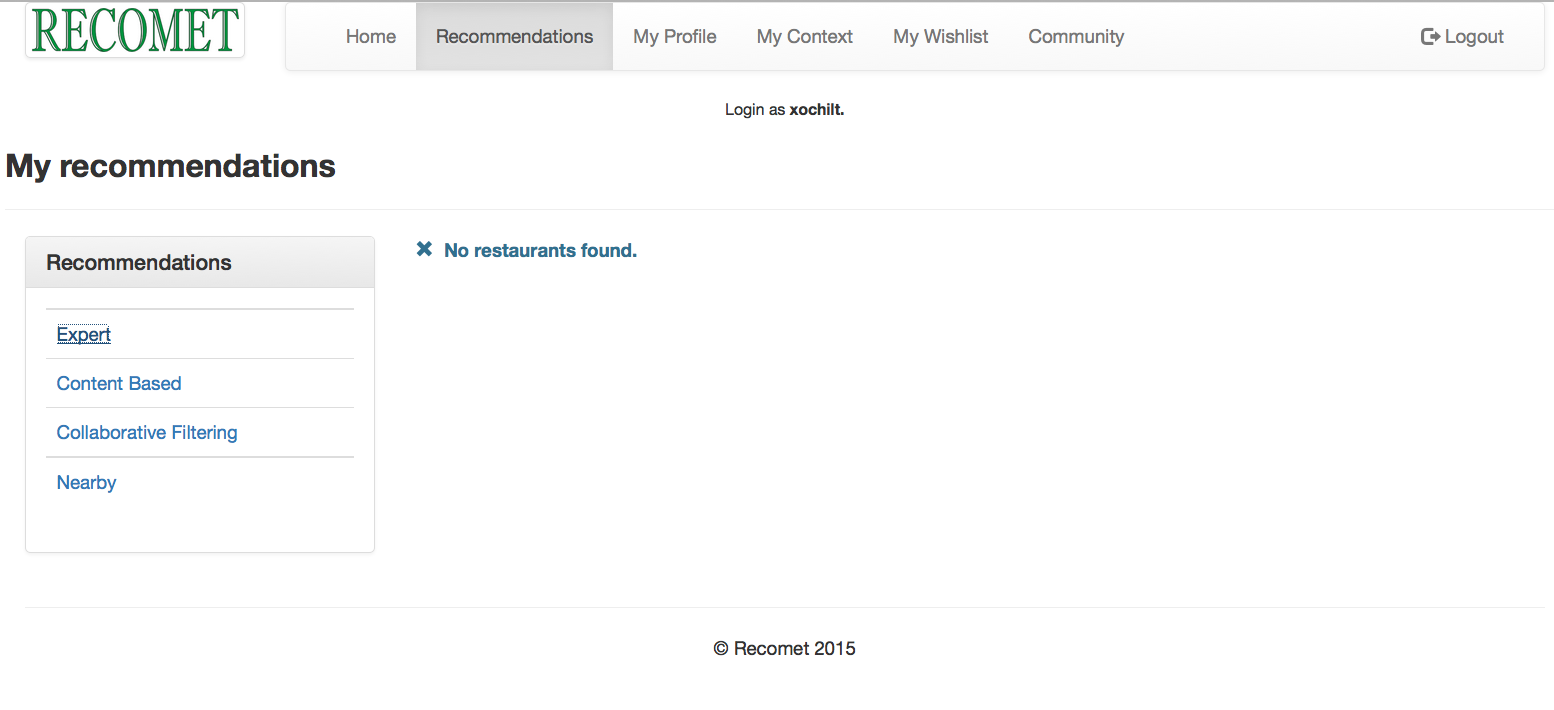 RECOMET
Home Recommendations My Profile My Context My Wishlist Community Logout
Login as xochilt.
My recommendations
Recommendations
No restaurants found.
Expert
Content Based
Collaborative Filtering
Nearby
© Recomet 2015